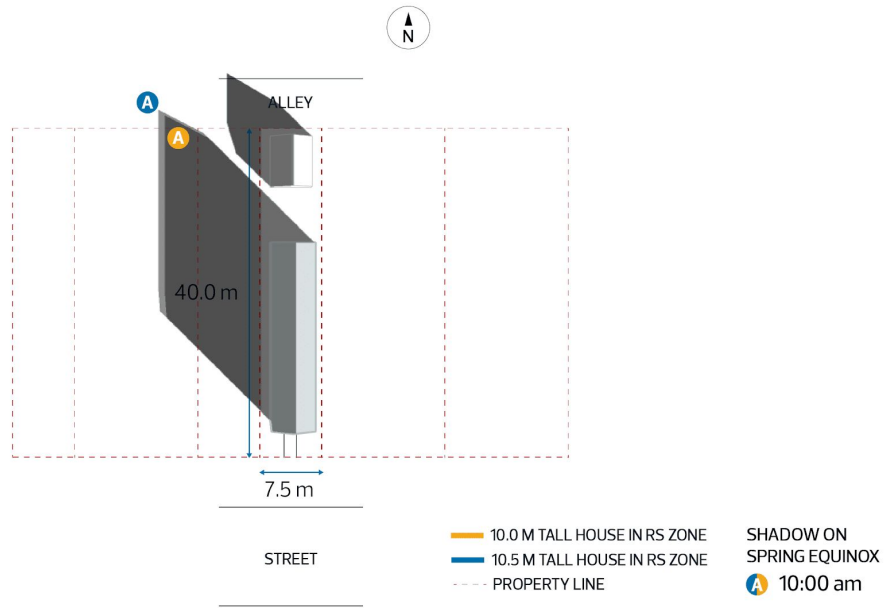 N
A
ALLEY
A
40.0 m
7.5 m
STREET
10.0 M TALL HOUSE IN RS ZONE
10.5 M TALL HOUSE IN RS ZONE
PROPERTY LINE
SHADOW ON
SPRING EQUINOX
A 10:00 am